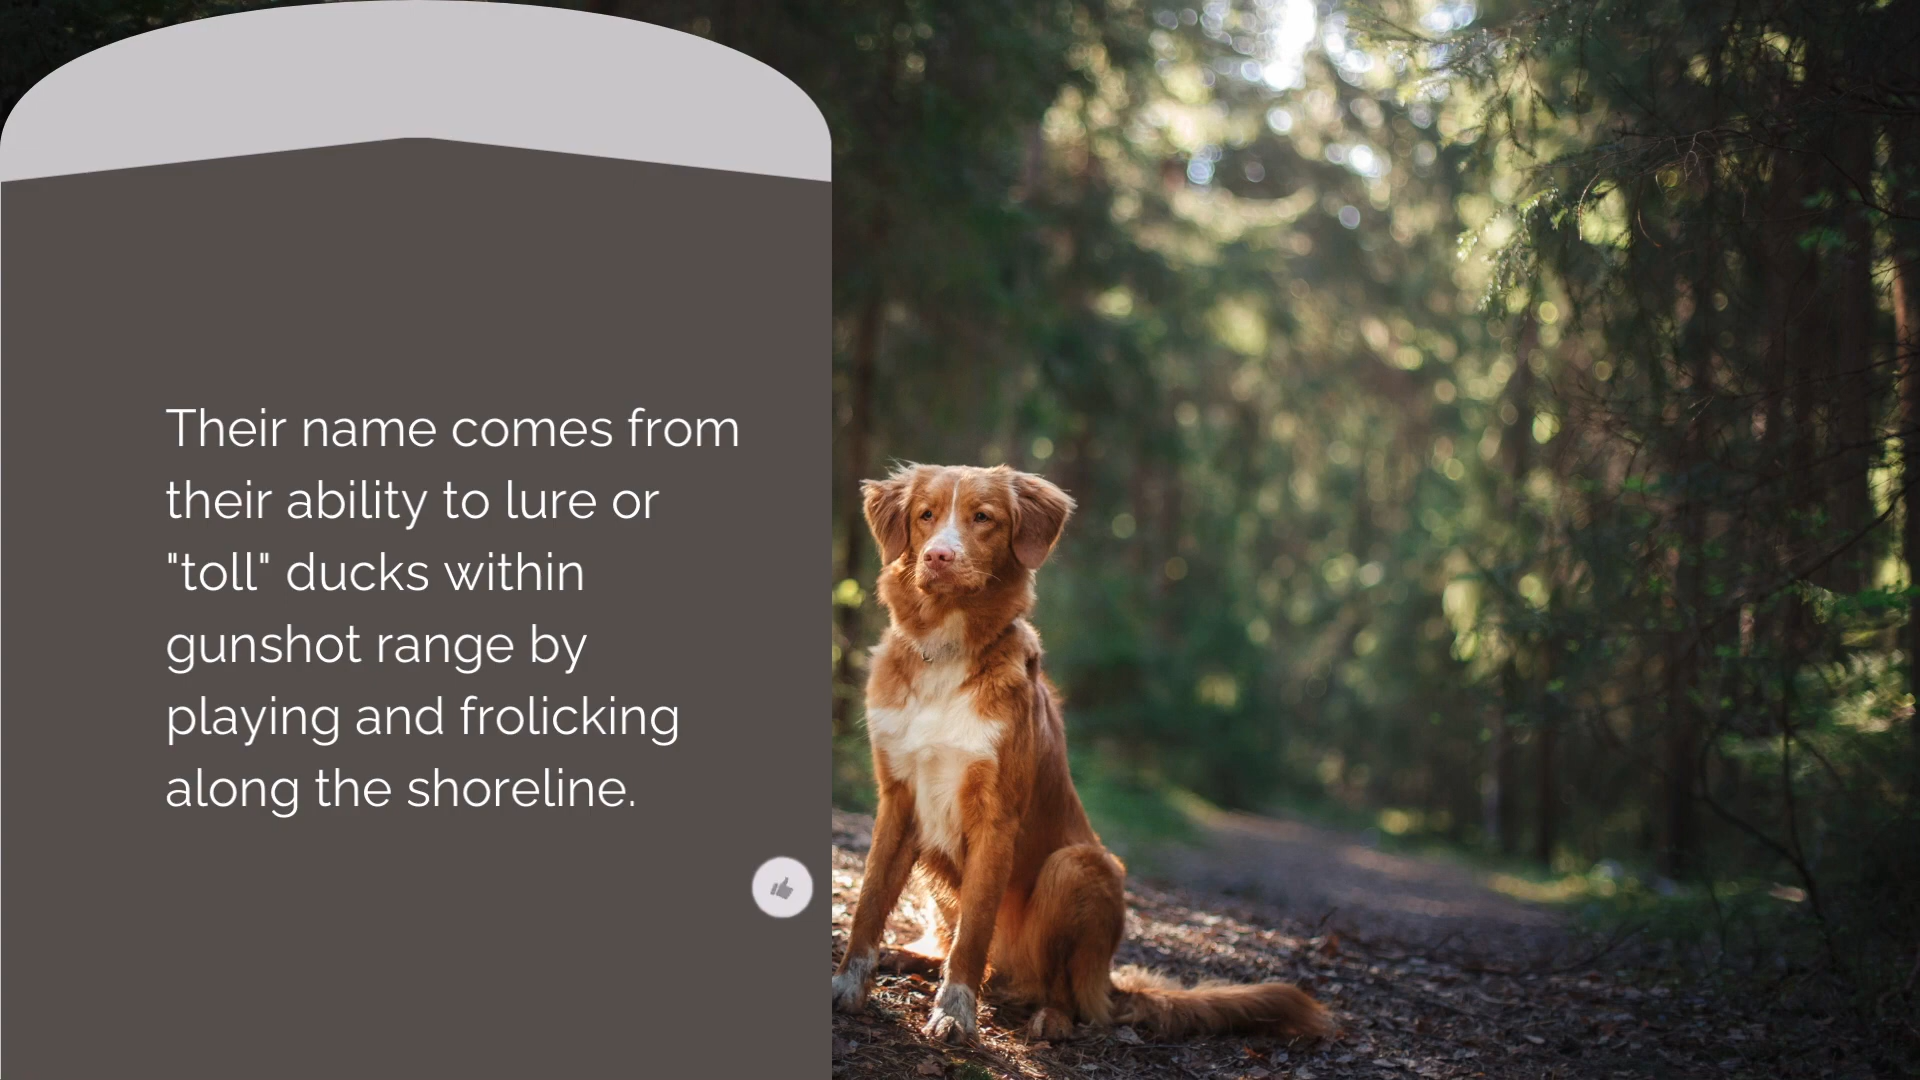 Their name comes from
their ability to lure or
"toll" ducks within
gunshot range by
playing and frolicking
along the shoreline.